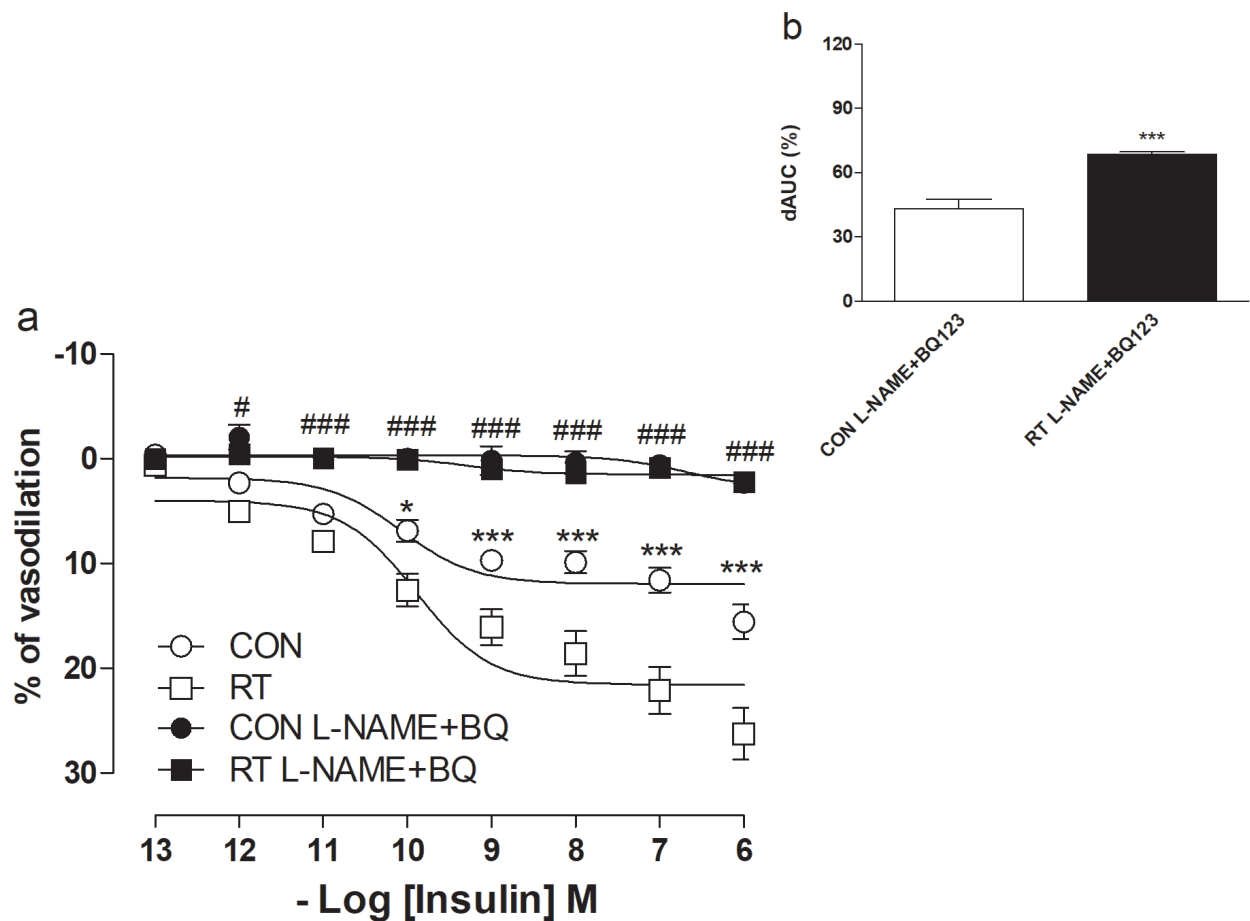 b
120
90
60
30
0
dAUC (%)
***
CON L-NAME+BQ123
RT L-NAME+BQ123
a
% of vasodilation
-10
0
10
20
30
# ### ### ### ### ### ###
* *** *** *** ***
CON
RT
CON L-NAME+BQ
RT L-NAME+BQ
13 12 11 10 9 8 7 6
- Log [Insulin] M